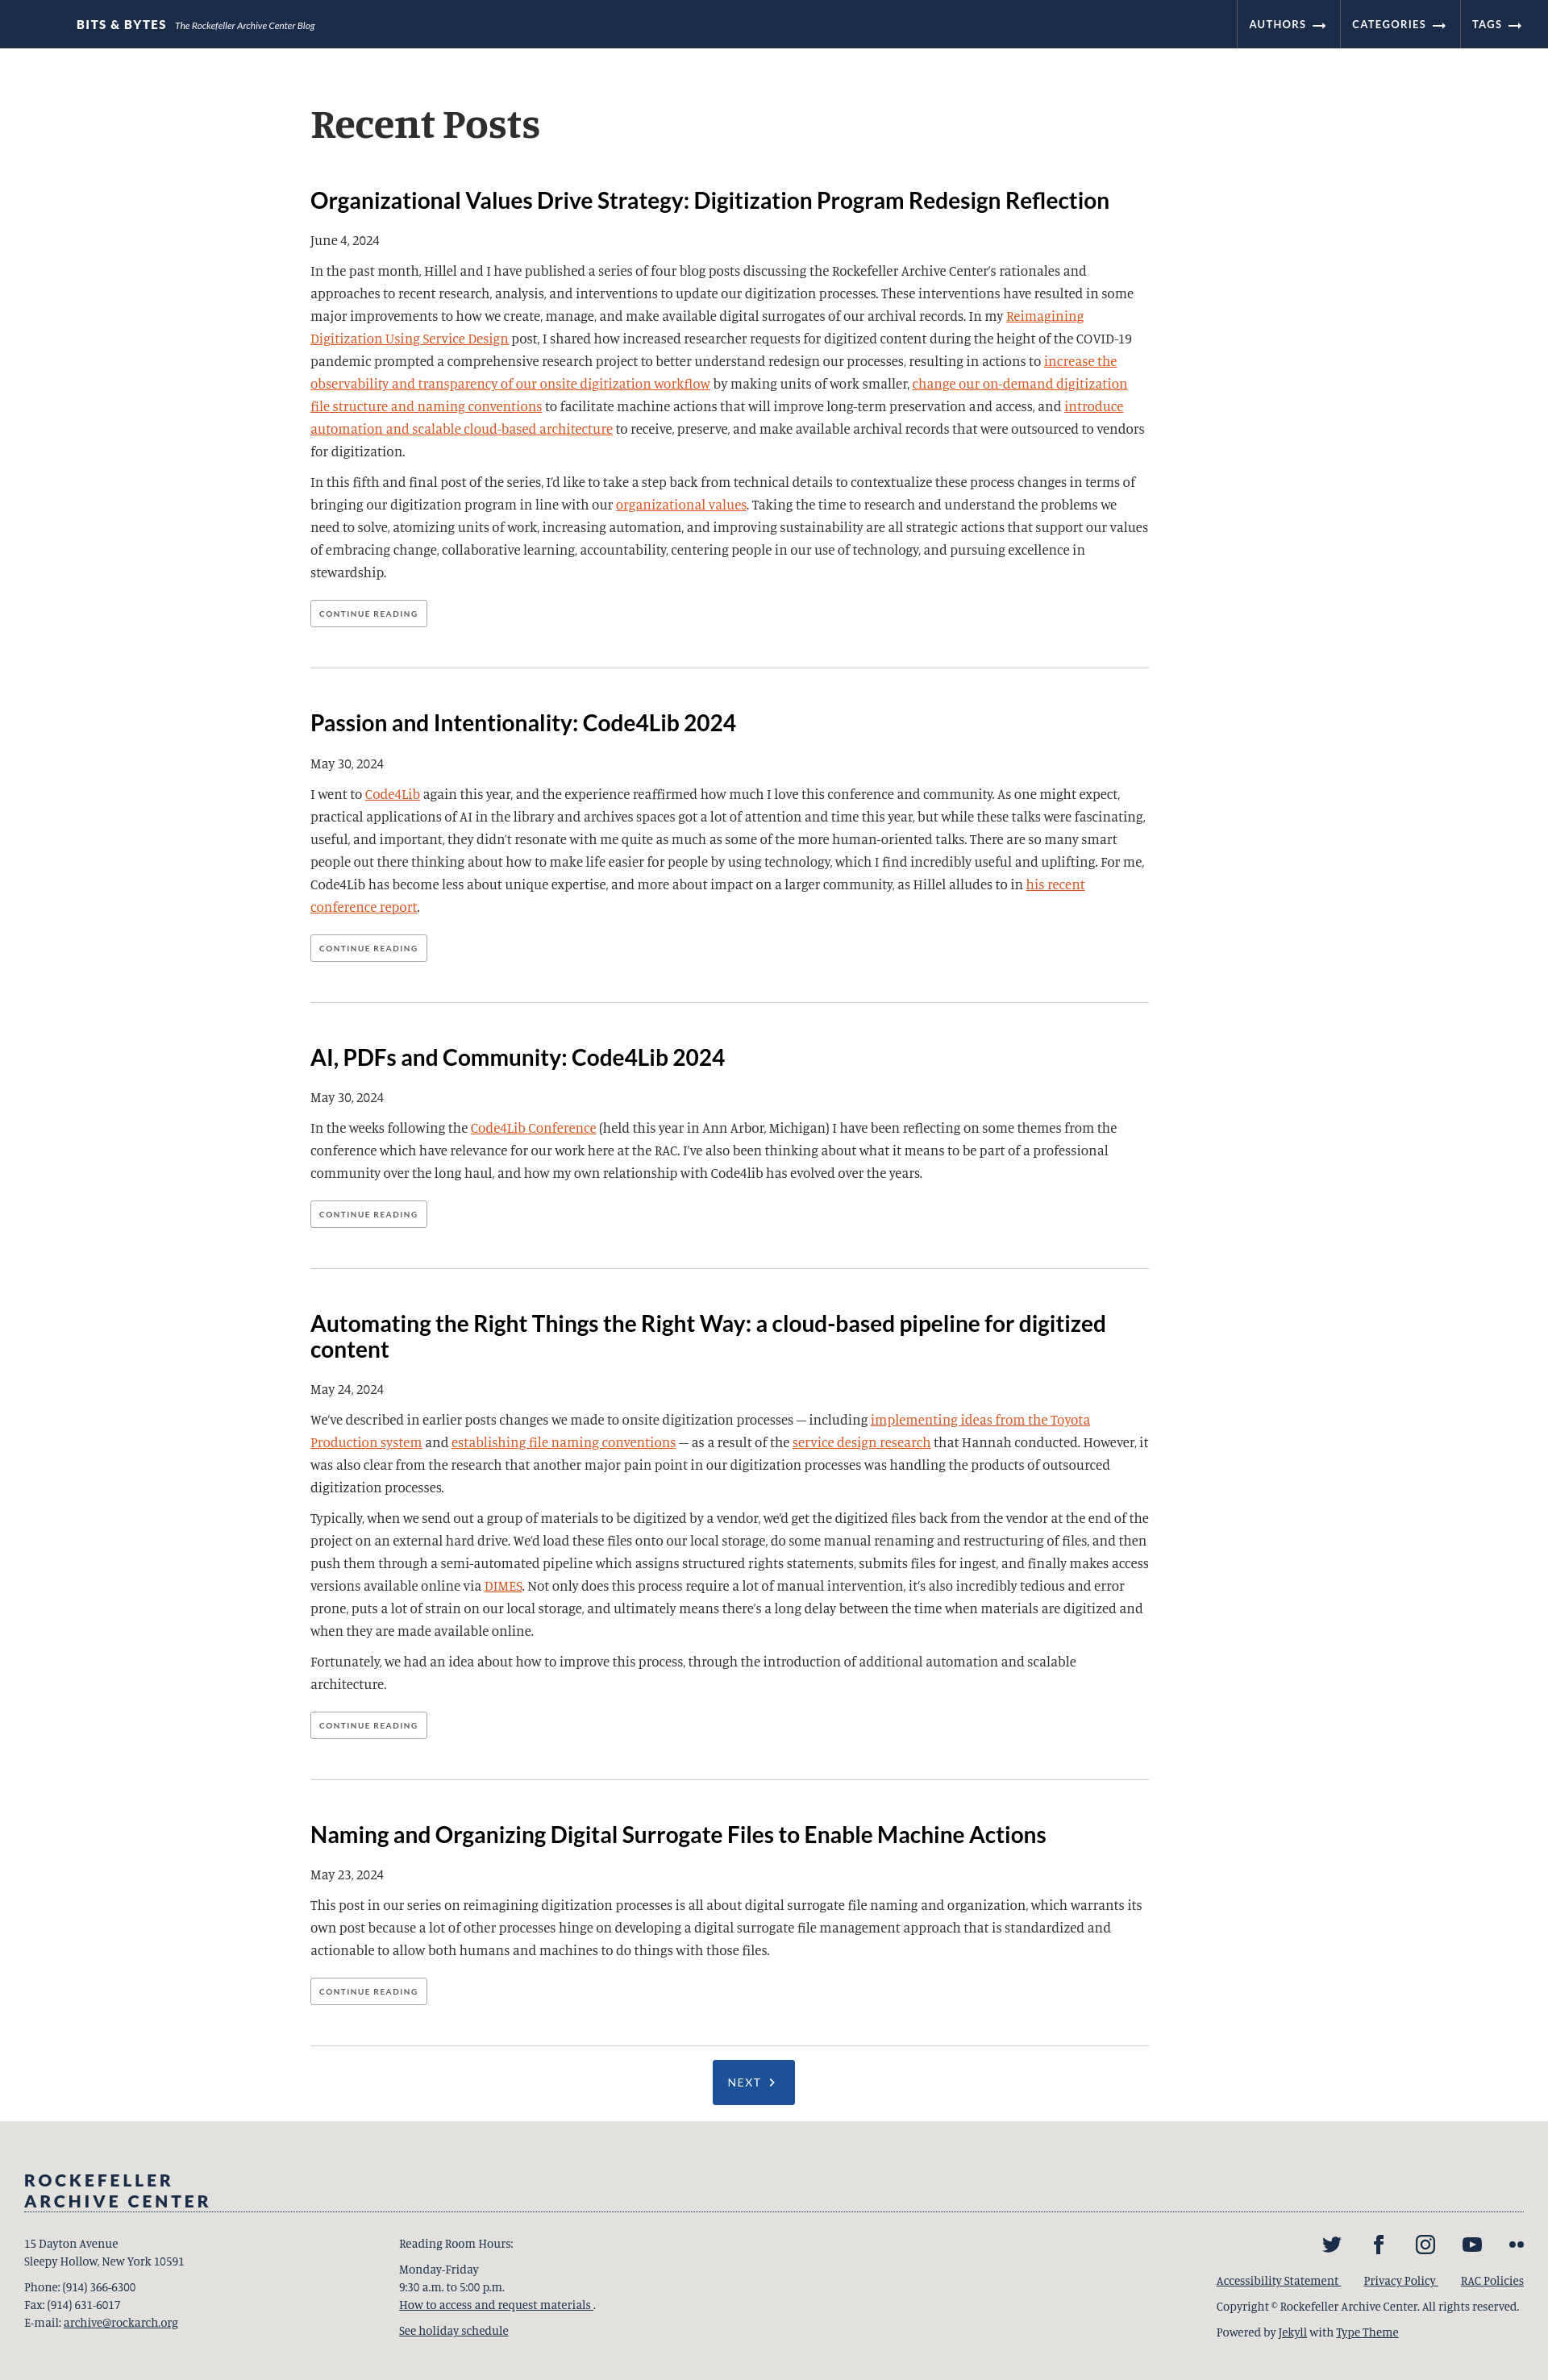 BITS & BYTES The Rockefeller Archive Center Blog
AUTHORS
CATEGORIES
TAGS
Recent Posts
Organizational Values Drive Strategy: Digitization Program Redesign Reflection
June 4, 2024
In the past month, Hillel and I have published a series of four blog posts discussing the Rockefeller Archive Center's rationales and
approaches to recent research, analysis, and interventions to update our digitization processes. These interventions have resulted in some
major improvements to how we create, manage, and make available digital surrogates of our archival records. In my Reimagining
Digitization Using Service Design post, I shared how increased researcher requests for digitized content during the height of the COVID-19
pandemic prompted a comprehensive research project to better understand redesign our processes, resulting in actions to increase the
observability and transparency of our onsite digitization workflow by making units of work smaller, change our on-demand digitization
file structure and naming conventions to facilitate machine actions that will improve long-term preservation and access, and introduce
automation and scalable cloud-based architecture to receive, preserve, and make available archival records that were outsourced to vendors
for digitization.
In this fifth and final post of the series, I'd like to take a step back from technical details to contextualize these process changes in terms of
bringing our digitization program in line with our organizational values. Taking the time to research and understand the problems we
need to solve, atomizing units of work, increasing automation, and improving sustainability are all strategic actions that support our values
of embracing change, collaborative learning, accountability, centering people in our use of technology, and pursuing excellence in
stewardship.
CONTINUE READING
Passion and Intentionality: Code4Lib 2024
May 30, 2024
I went to Code4Lib again this year, and the experience reaffirmed how much I love this conference and community. As one might expect,
practical applications of AI in the library and archives spaces got a lot of attention and time this year, but while these talks were fascinating,
useful, and important, they didn't resonate with me quite as much as some of the more human-oriented talks. There are so many smart
people out there thinking about how to make life easier for people by using technology, which I find incredibly useful and uplifting. For me,
Code4Lib has become less about unique expertise, and more about impact on a larger community, as Hillel alludes to in his recent
conference report.
CONTINUE READING
AI, PDFs and Community: Code4Lib 2024
May 30, 2024
In the weeks following the Code4Lib Conference (held this year in Ann Arbor, Michigan) I have been reflecting on some themes from the
conference which have relevance for our work here at the RAC. I've also been thinking about what it means to be part of a professional
community over the long haul, and how my own relationship with Code4lib has evolved over the years.
CONTINUE READING
Automating the Right Things the Right Way: a cloud-based pipeline for digitized
content
May 24, 2024
We've described in earlier posts changes we made to onsite digitization processes — including implementing ideas from the Toyota
Production system and establishing file naming conventions — as a result of the service design research that Hannah conducted. However, it
was also clear from the research that another major pain point in our digitization processes was handling the products of outsourced
digitization processes.
Typically, when we send out a group of materials to be digitized by a vendor, we'd get the digitized files back from the vendor at the end of the
project on an external hard drive. We'd load these files onto our local storage, do some manual renaming and restructuring of files, and then
push them through a semi-automated pipeline which assigns structured rights statements, submits files for ingest, and finally makes access
versions available online via DIMES. Not only does this process require a lot of manual intervention, it's also incredibly tedious and error
prone, puts a lot of strain on our local storage, and ultimately means there's a long delay between the time when materials are digitized and
when they are made available online.
Fortunately, we had an idea about how to improve this process, through the introduction of additional automation and scalable
architecture.
CONTINUE READING
Naming and Organizing Digital Surrogate Files to Enable Machine Actions
May 23, 2024
This post in our series on reimagining digitization processes is all about digital surrogate file naming and organization, which warrants its
own post because a lot of other processes hinge on developing a digital surrogate file management approach that is standardized and
actionable to allow both humans and machines to do things with those files.
CONTINUE READING
NEXT
ROCKEFELLER
ARCHIVE CENTER
15 Dayton Avenue
Sleepy Hollow, New York 10591
Phone: (914) 366-6300
Fax: (914) 631-6017
E-mail: archive@rockarch.org
Reading Room Hours:
Monday-Friday
9:30 a.m. to 5:00 p.m.
How to access and request materials .
See holiday schedule
Accessibility Statement Privacy Policy RAC Policies
Copyright © Rockefeller Archive Center. All rights reserved.
Powered by Jekyll with Type Theme